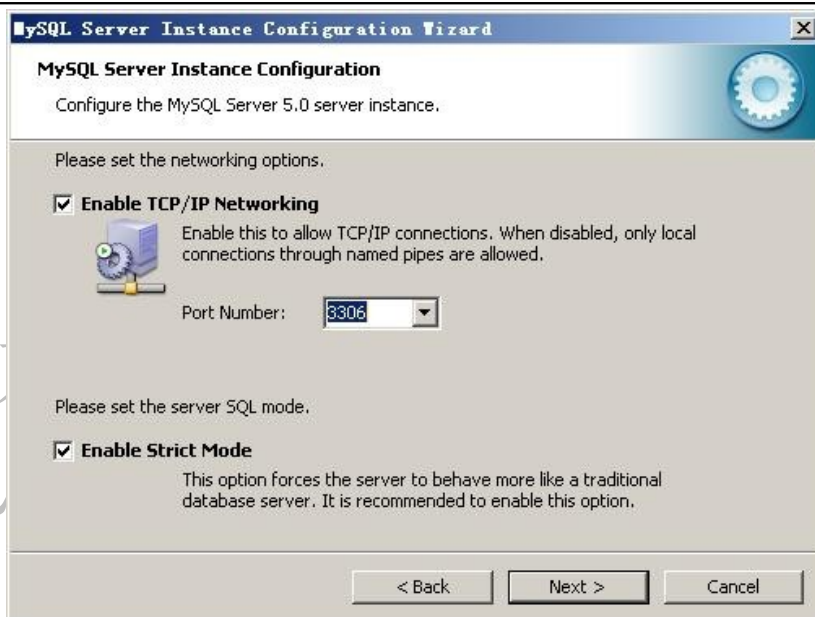 MySQL Server Instance Configuration Wizard
MySQL Server Instance Configuration
Configure the MySQL Server 5.0 server instance.
Please set the networking options.
Enable TCP/IP Networking
Enable this to allow TCP/IP connections. When disabled, only local
connections through named pipes are allowed.
Port Number: 3306
Please set the server SQL mode.
Enable Strict Mode
This option forces the server to behave more like a traditional
database server. It is recommended to enable this option.
< Back Next > Cancel